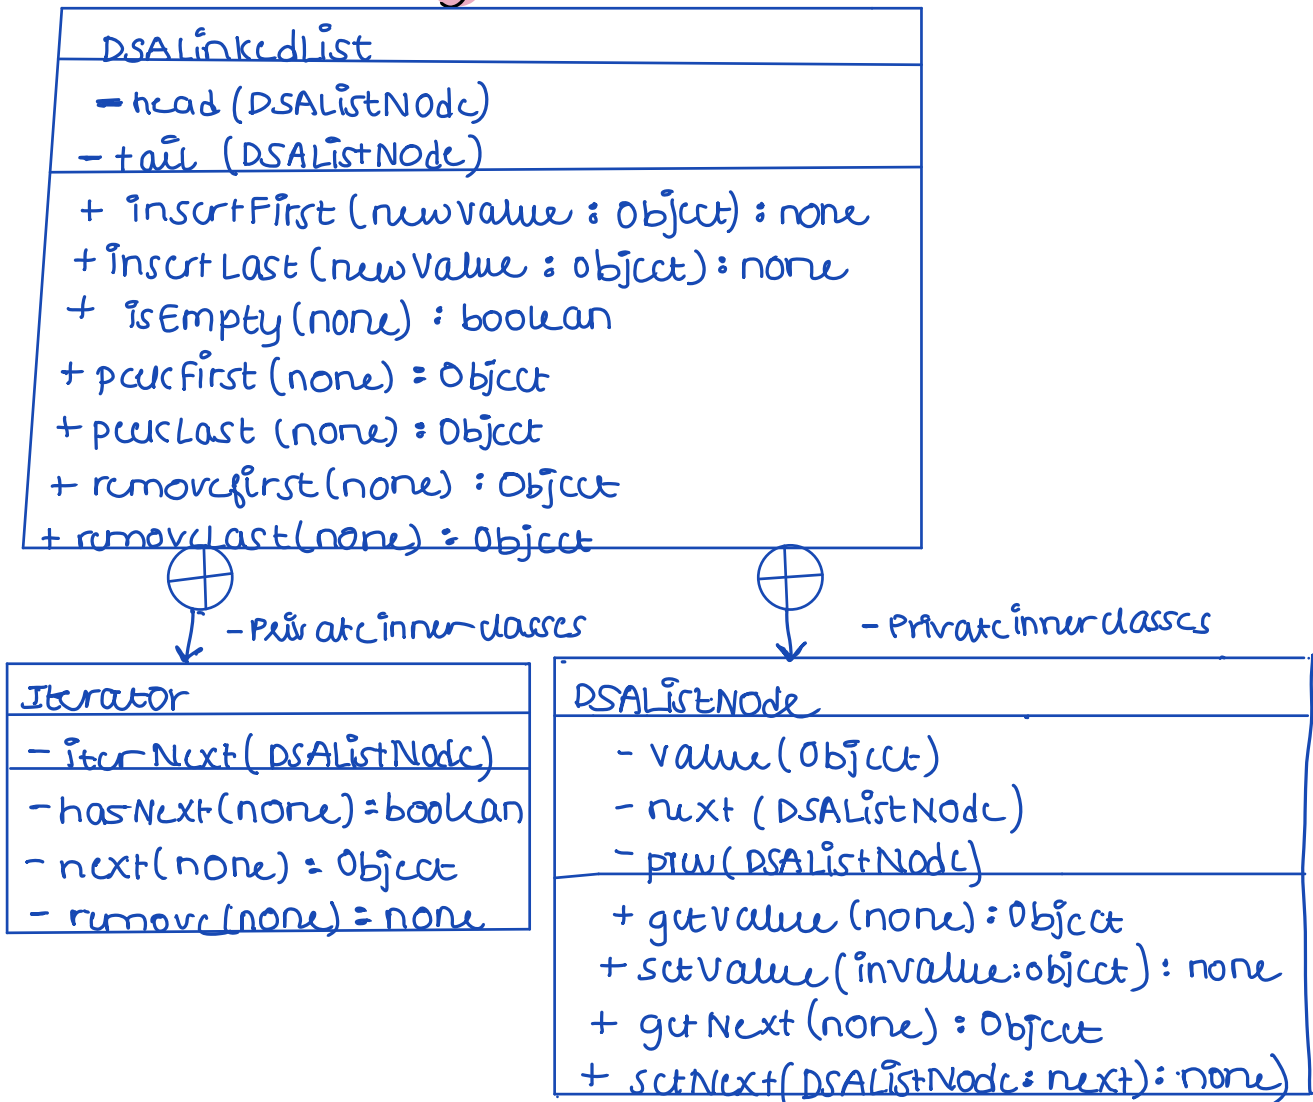 DSALinkedList
- head (DSAListNode)
- tail (DSAListNode)
+ insertFirst (newValue : Object) : none
+ insertLast (newValue : Object) : none
+ isEmpty (none) : boolean
+ peekFirst (none) : Object
+ peekLast (none) : Object
+ removefirst (none) : Object
+ removeLast (none) : Object
- Private inner classes
- Private inner classes
Iterator
- iterNext (DSAListNode)
- hasNext (none) : boolean
- next (none) : Object
- remove (none) : none
DSAListNode
- value (Object)
- next (DSAListNode)
- prev (DSAListNode)
+ getValue (none) : Object
+ setValue (inValue : object) : none
+ getNext (none) : Object
+ setNext (DSAListNode : next) : none)